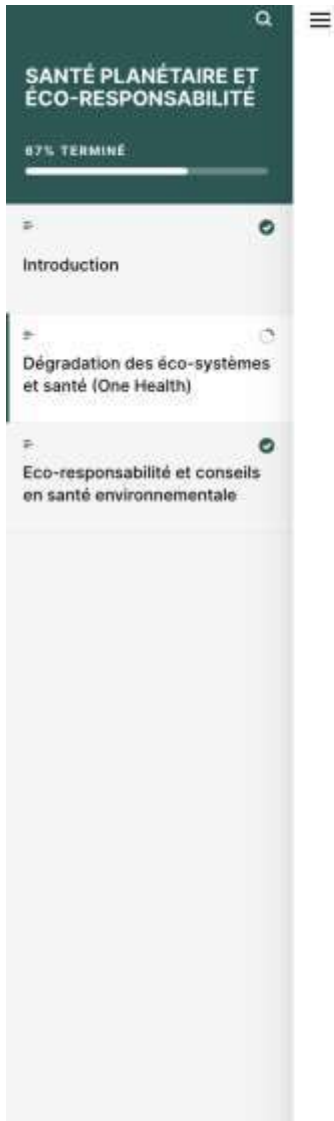 SANTÉ PLANÉTAIRE ET
ÉCO-RESPONSABILITÉ
67% TERMINÉ
Introduction
Dégradation des éco-systèmes
et santé (One Health)
Eco-responsabilité et conseils
en santé environnementale